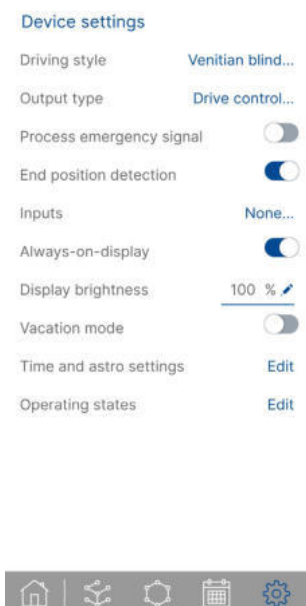 Device settings
Driving style Venitian blind...
Output type Drive control...
Process emergency signal
End position detection
Inputs None...
Always-on-display
Display brightness 100 %
Vacation mode
Time and astro settings Edit
Operating states Edit